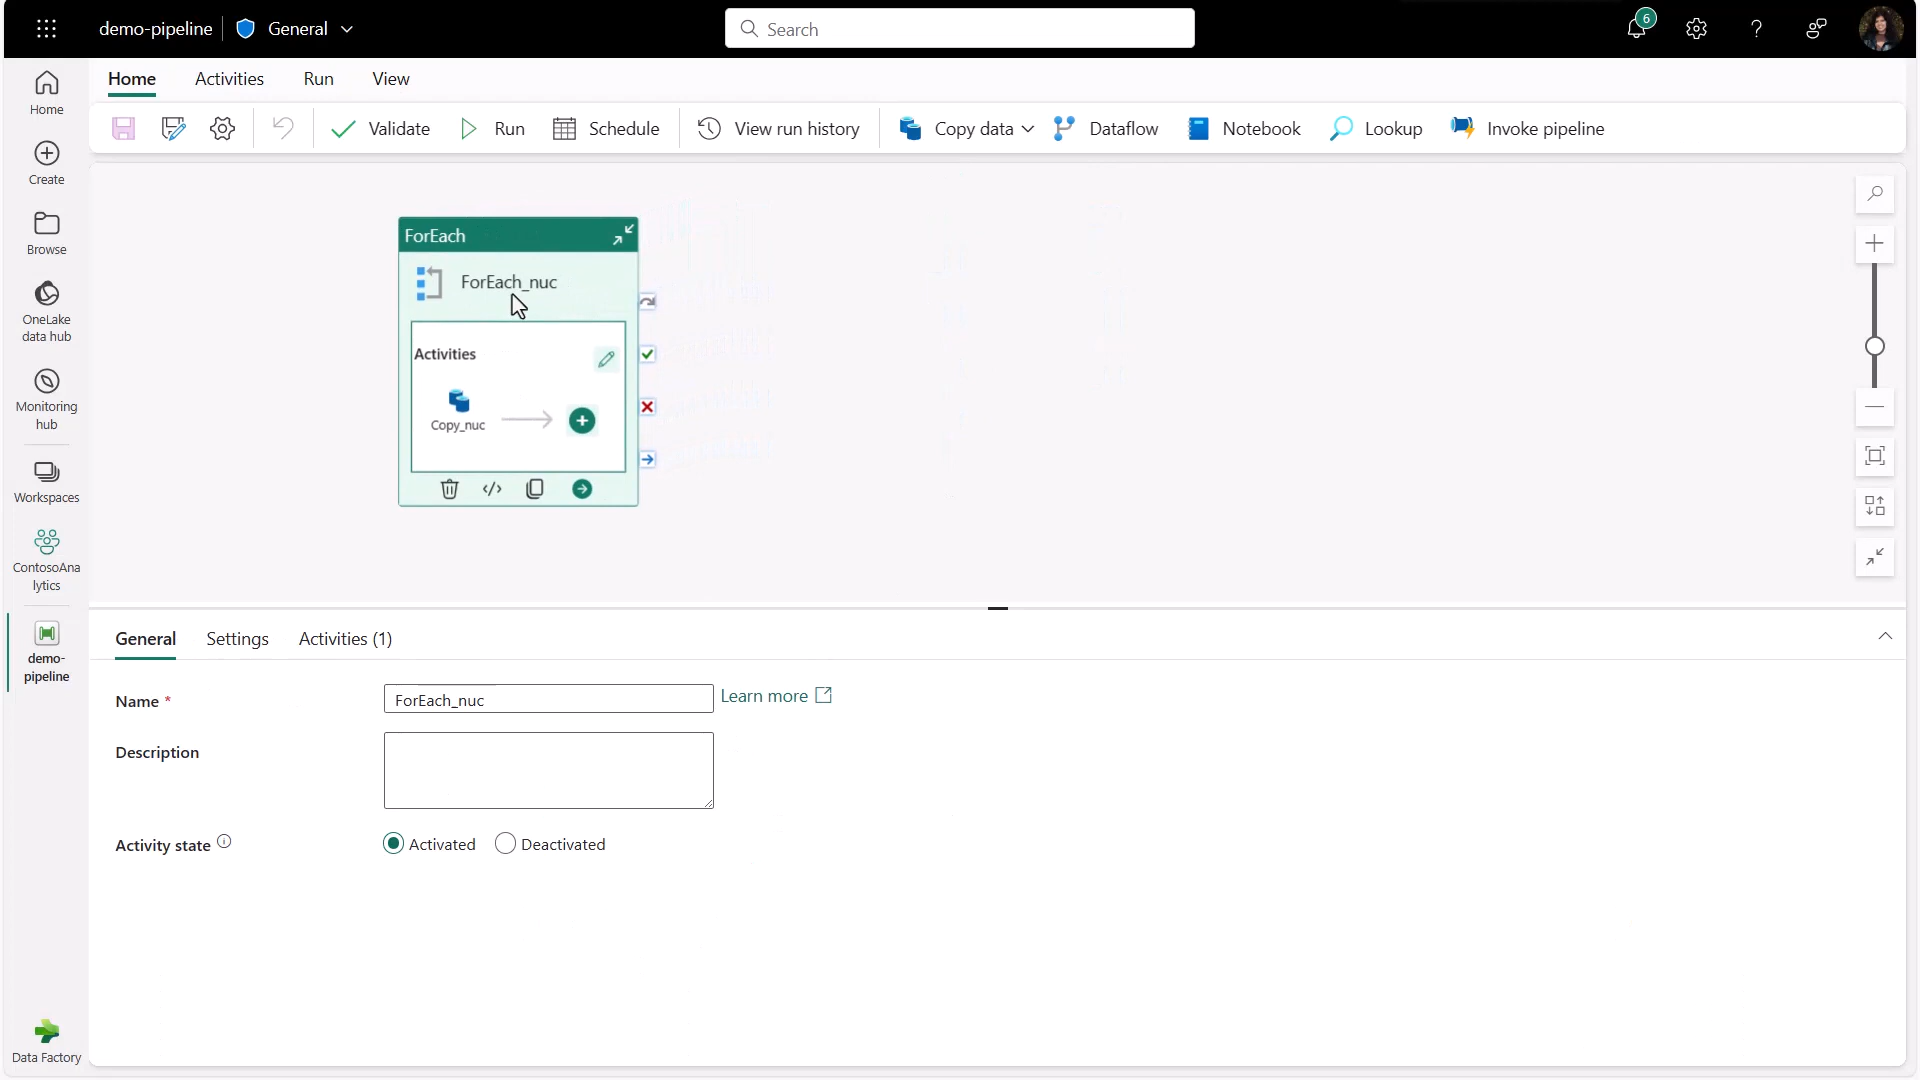 demo-pipeline
General
Search
6
Home
Activities
Run
View
Validate
Run
Schedule
View run history
Copy data
Dataflow
Notebook
Lookup
Invoke pipeline
Home
Create
Browse
OneLake
data hub
Monitoring
hub
Workspaces
ContosoAna
lytics
demo-
pipeline
Data Factory
ForEach
ForEach_nuc
Activities
Copy_nuc
General
Settings
Activities (1)
Name *
ForEach_nuc
Learn more
Description
Activity state
Activated
Deactivated